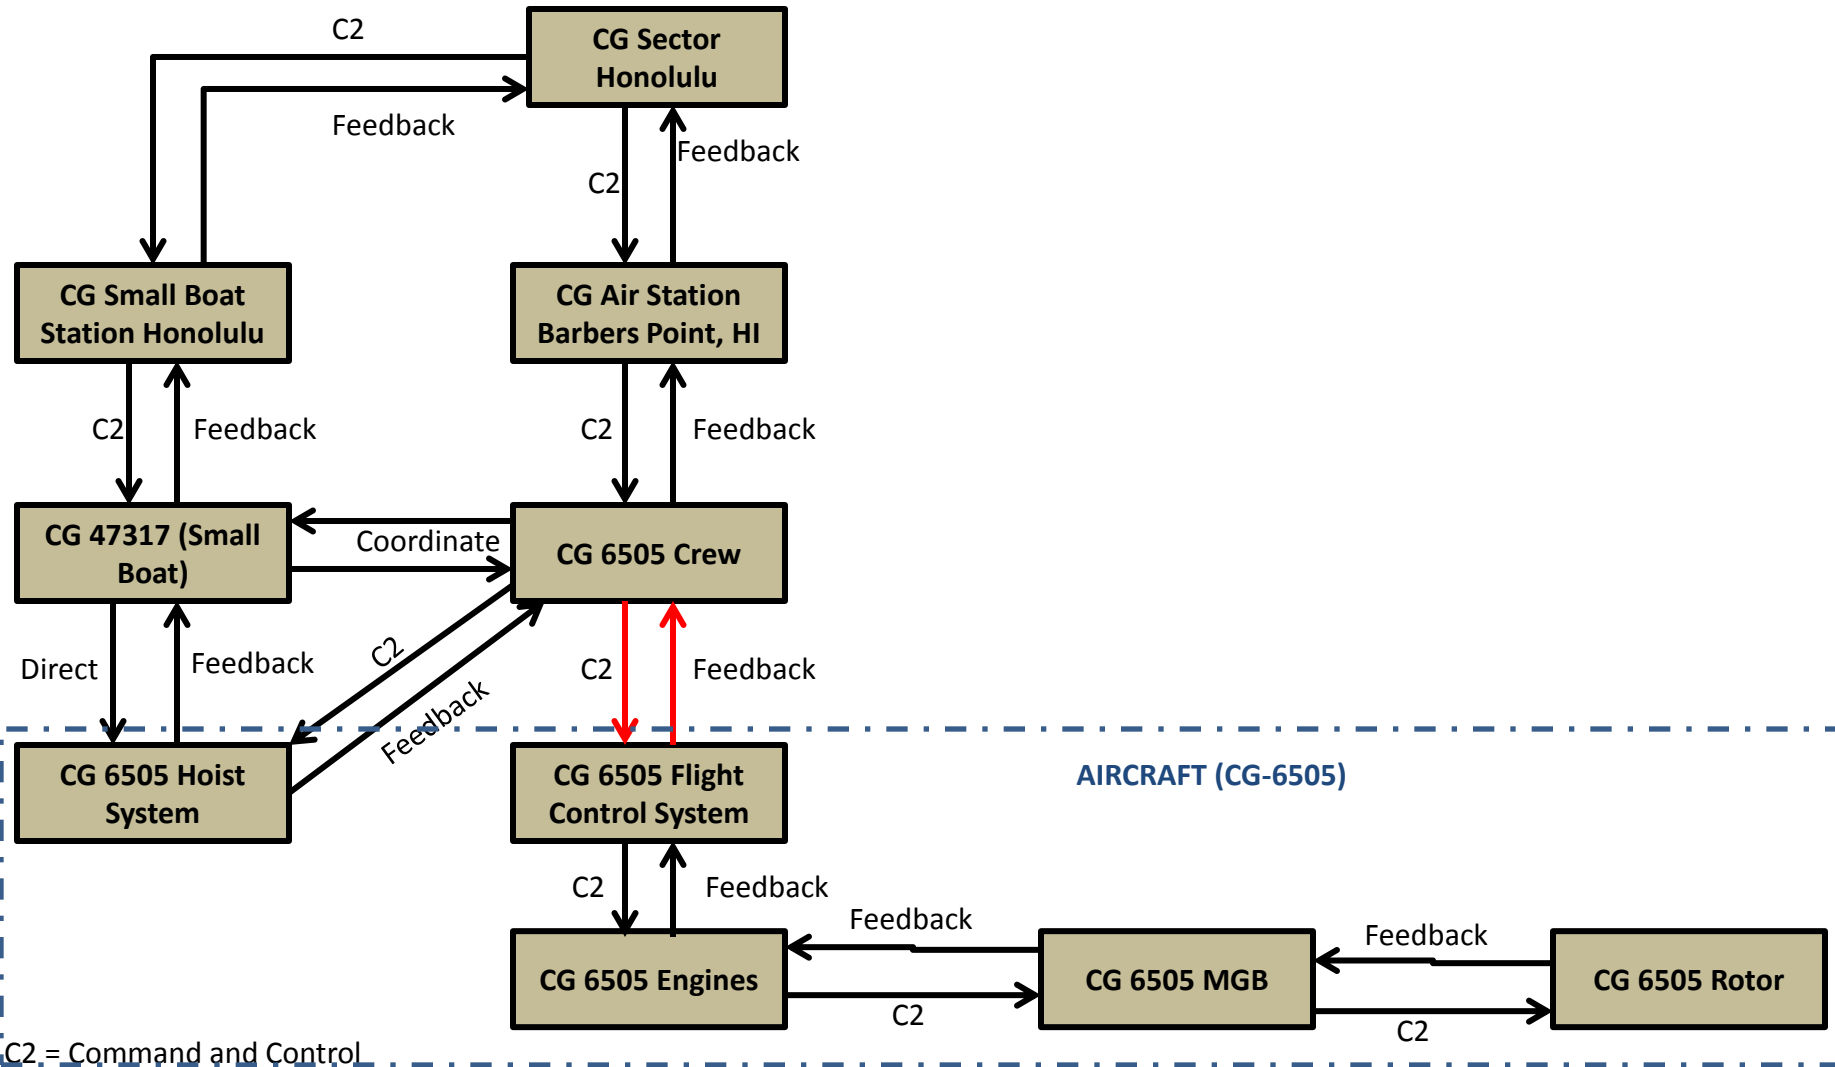 C2
CG Sector
Honolulu
Feedback
Feedback
C2
CG Small Boat
Station Honolulu
CG Air Station
Barbers Point, HI
C2
Feedback
C2
Feedback
CG 47317 (Small
Boat)
Coordinate
CG 6505 Crew
Direct
Feedback
C2
Feedback
C2
Feedback
CG 6505 Hoist
System
CG 6505 Flight
Control System
AIRCRAFT (CG-6505)
C2
Feedback
Feedback
Feedback
CG 6505 Engines
CG 6505 MGB
CG 6505 Rotor
C2
C2
C2 = Command and Control